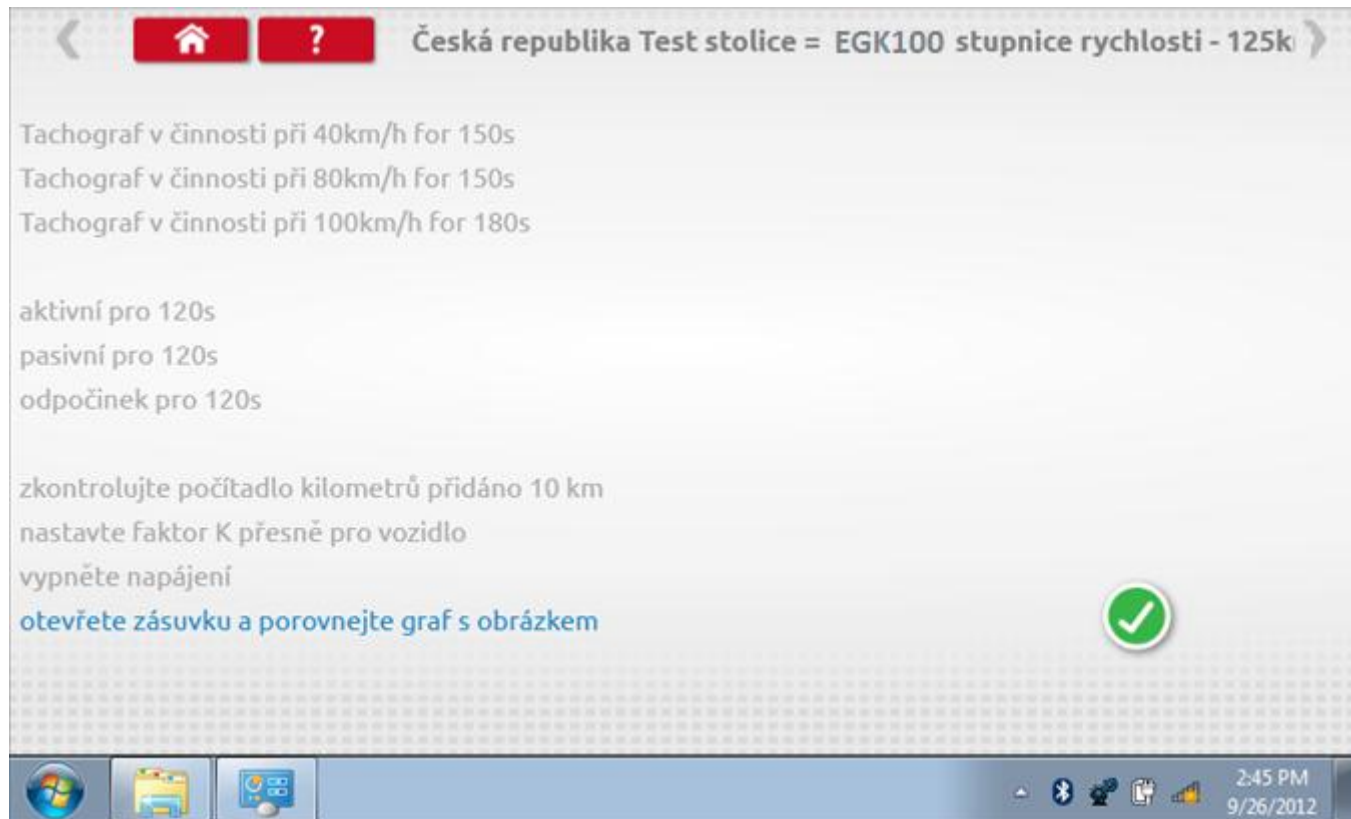 ? Česká republika Test stolice = EGK100 stupnice rychlosti - 125k
Tachograf v činnosti při 40km/h for 150s
Tachograf v činnosti při 80km/h for 150s
Tachograf v činnosti při 100km/h for 180s
aktivní pro 120s
pasivní pro 120s
odpočinek pro 120s
zkontrolujte počítadlo kilometrů přidáno 10 km
nastavte faktor K přesně pro vozidlo
vypněte napájení
otevřete zásuvku a porovnejte graf s obrázkem
2:45 PM
9/26/2012